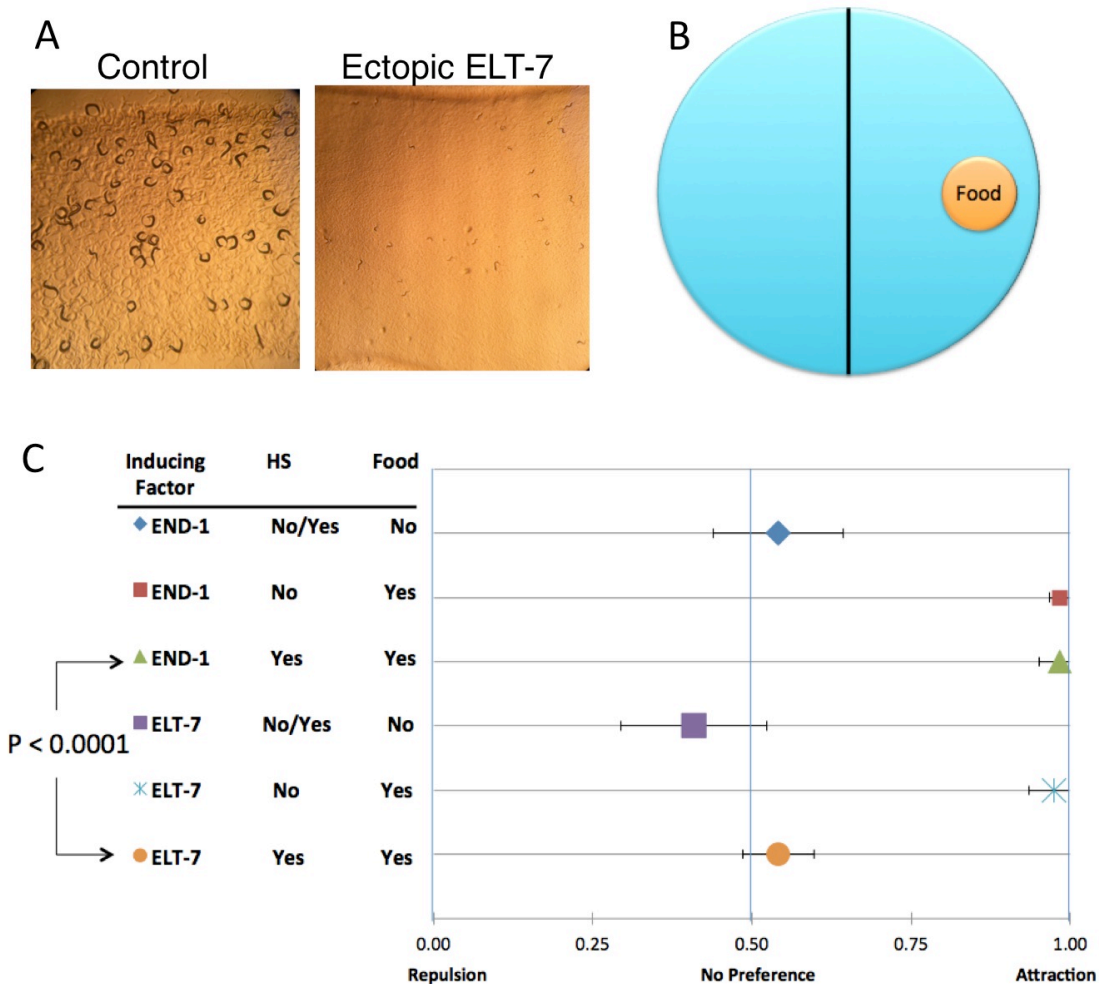 A
B
Control
Ectopic ELT-7
Food
C
Inducing Factor HS Food
END-1 No/Yes No
END-1 No Yes
END-1 Yes Yes
ELT-7 No/Yes No
P < 0.0001
ELT-7 No Yes
ELT-7 Yes Yes
0.00 0.25 0.50 0.75 1.00
Repulsion No Preference Attraction